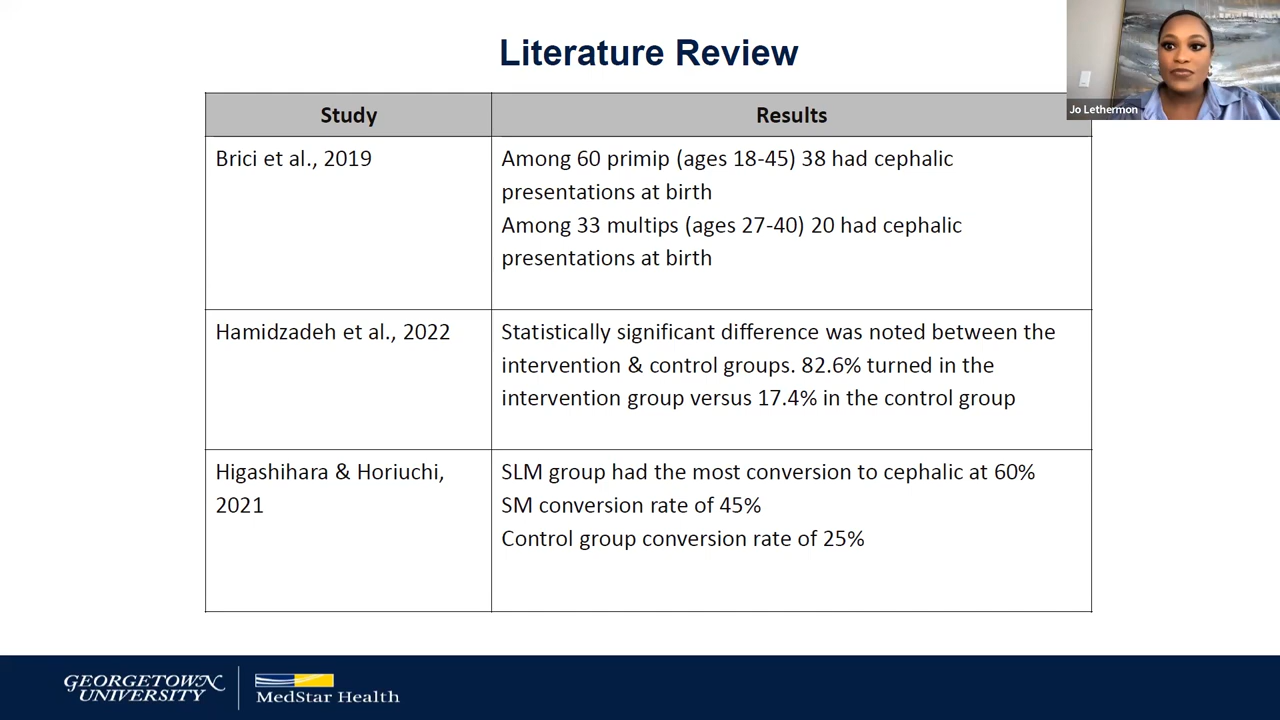 Literature Review
Jo Lethermon
Study
Results
Brici et al., 2019
Among 60 primip (ages 18-45) 38 had cephalic
presentations at birth
Among 33 multips (ages 27-40) 20 had cephalic
presentations at birth
Hamidzadeh et al., 2022
Statistically significant difference was noted between the
intervention & control groups. 82.6% turned in the
intervention group versus 17.4% in the control group
Higashihara & Horiuchi,
2021
SLM group had the most conversion to cephalic at 60%
SM conversion rate of 45%
Control group conversion rate of 25%
GEORGETOWN
UNIVERSITY
MedStar Health